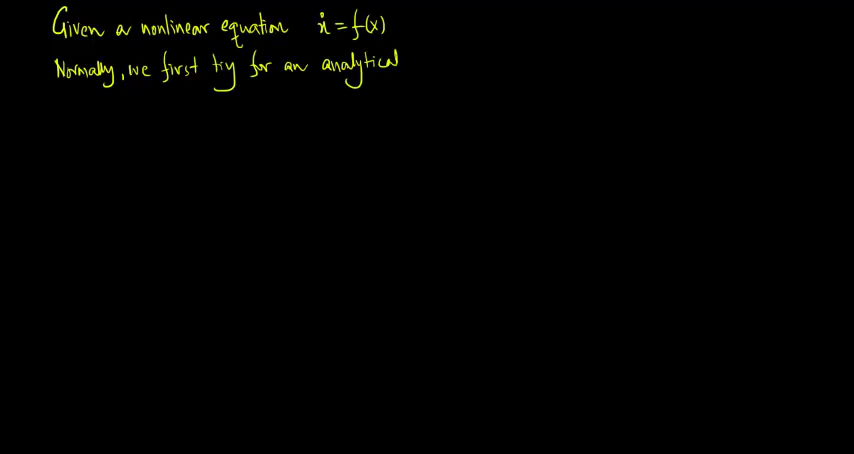 Given a nonlinear equation ẋ = f(x)
Normally, we first try for an analytical